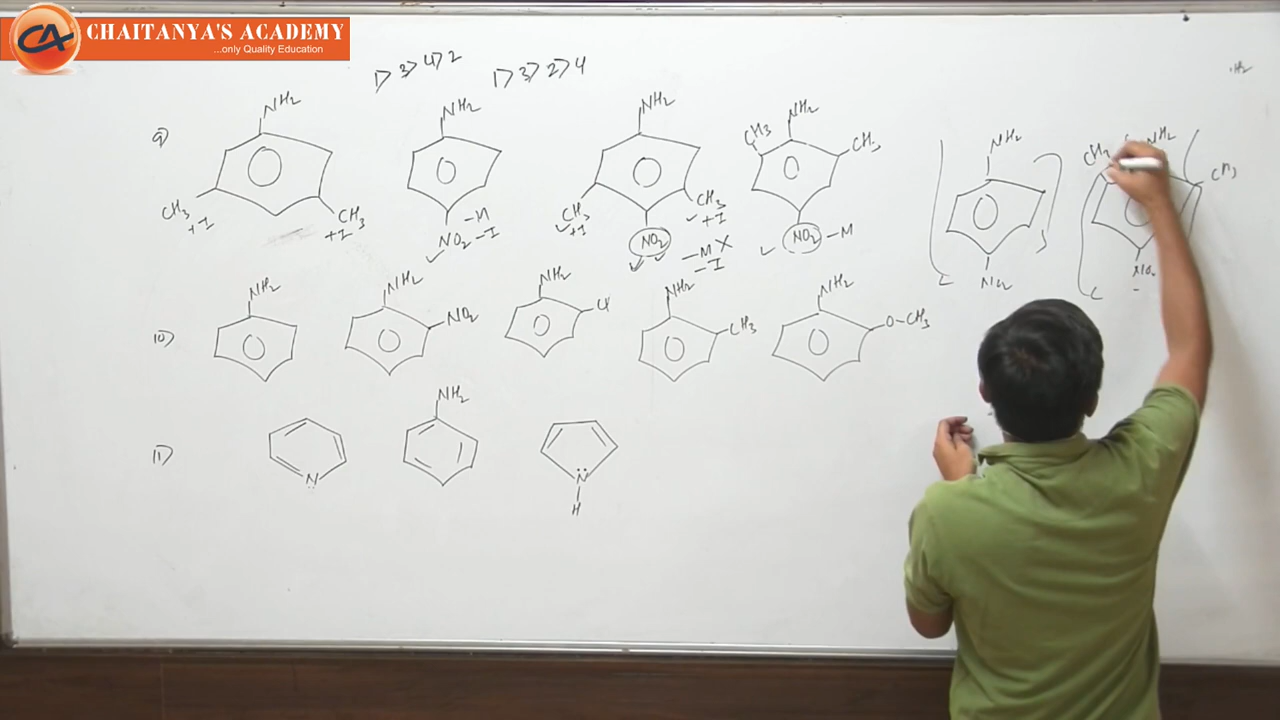 CHAITANYA'S ACADEMY
...only Quality Education
CA
1>3>4>2 1>3>2>4
9)
NH₂
CH₃ +I
CH₃ +I
NH₂
NO₂ -M -I
NH₂
CH₃ +I
CH₃ +I
NO₂ -M X -I
NH₂
CH₃
CH₃
NO₂ -M
NH₂
NH₂
CH₃
CH₃
10)
NH₂
NH₂
NO₂
NH₂
Cl
NH₂
CH₃
NH₂
O-CH₃
11)
N
NH₂
N
H